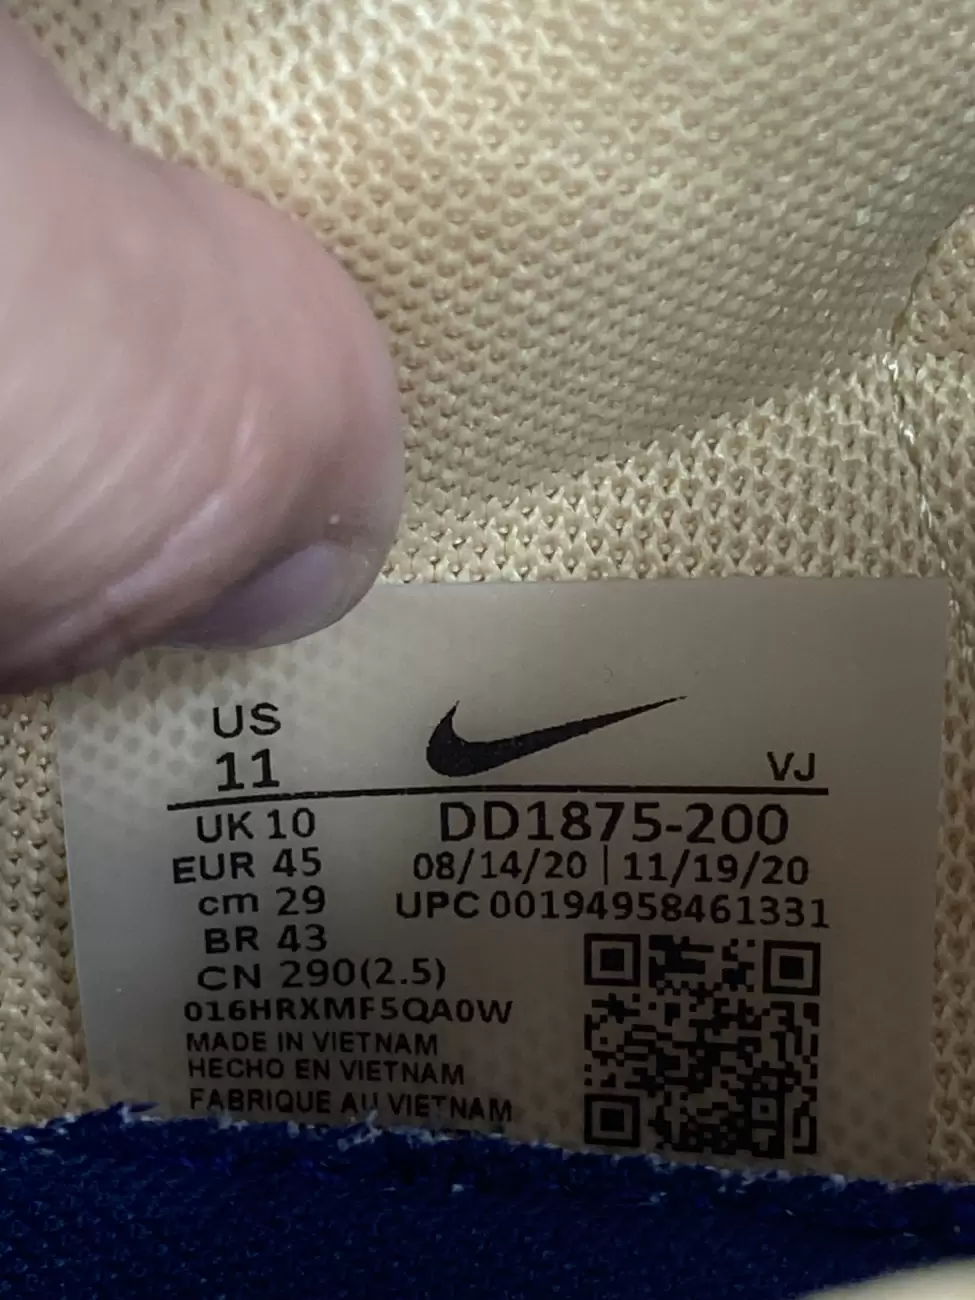 US
11
VJ
UK 10
DD1875-200
EUR 45
08/14/20 | 11/19/20
cm 29
UPC 00194958461331
BR 43
CN 290(2.5)
016HRXMF5QA0W
MADE IN VIETNAM
HECHO EN VIETNAM
FABRIQUE AU VIETNAM